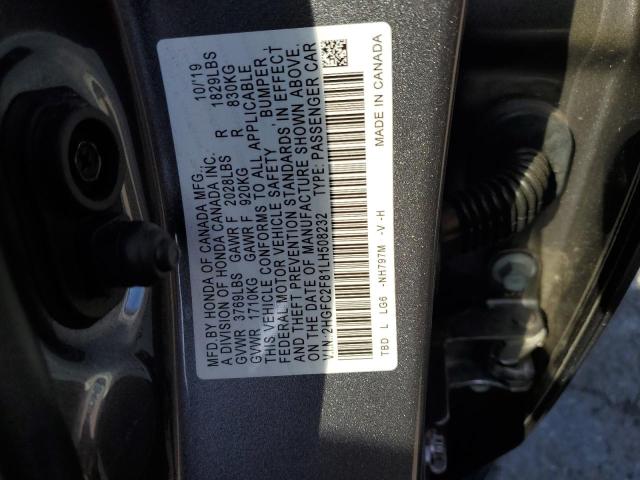 MFD.BY HONDA OF CANADA MFG., 10/19
A DIVISION OF HONDA CANADA INC.
GVWR 3769LBS GAWR F 2028LBS R 1829LBS
GVWR 1710KG GAWR F 920KG R 830KG
THIS VEHICLE CONFORMS TO ALL APPLICABLE
FEDERAL MOTOR VEHICLE SAFETY , BUMPER ,
AND THEFT PREVENTION STANDARDS IN EFFECT
ON THE DATE OF MANUFACTURE SHOWN ABOVE.
V.I.N.:2HGFC2F81LH508232 TYPE: PASSENGER CAR
TBD L LG6 -NH797M -V -H MADE IN CANADA